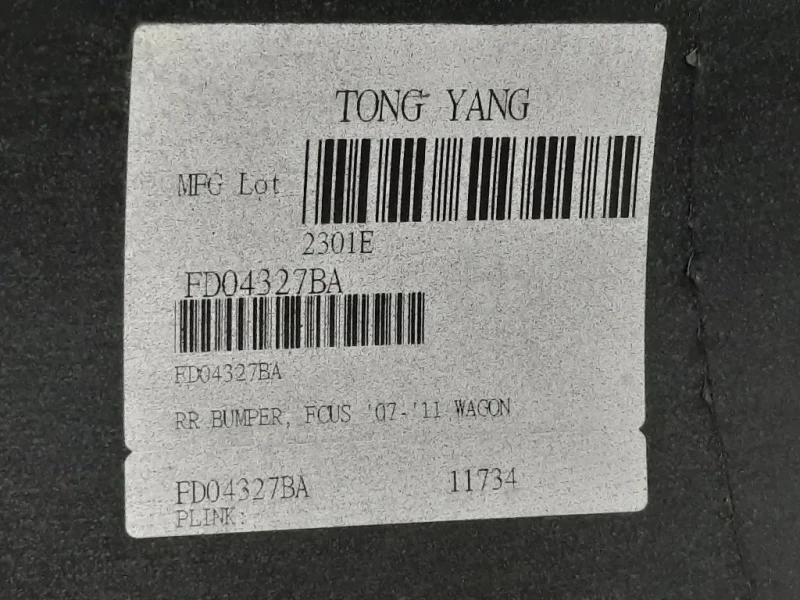 TONG YANG
MFG Lot
2301E
FD04327BA
FD04327BA
RR BUMPER, FCUS '07-'11 WAGON
FD04327BA 11734
PLINK: